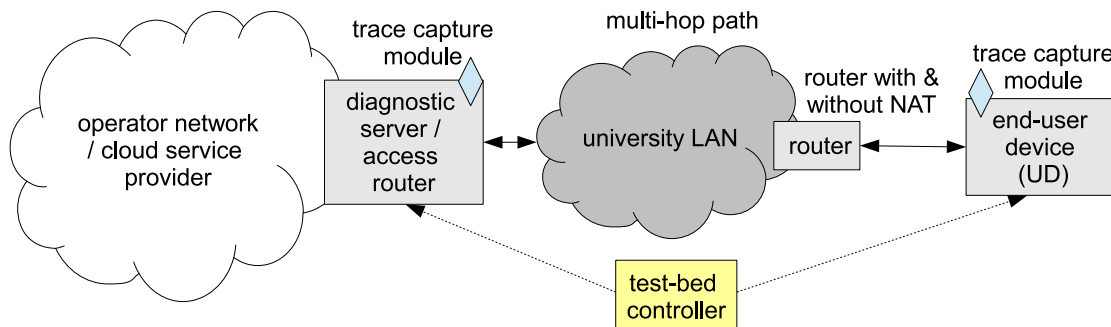 operator network
/ cloud service
provider
trace capture
module
diagnostic
server /
access
router
multi-hop path
university LAN
router with &
without NAT
router
trace capture
module
end-user
device
(UD)
test-bed
controller